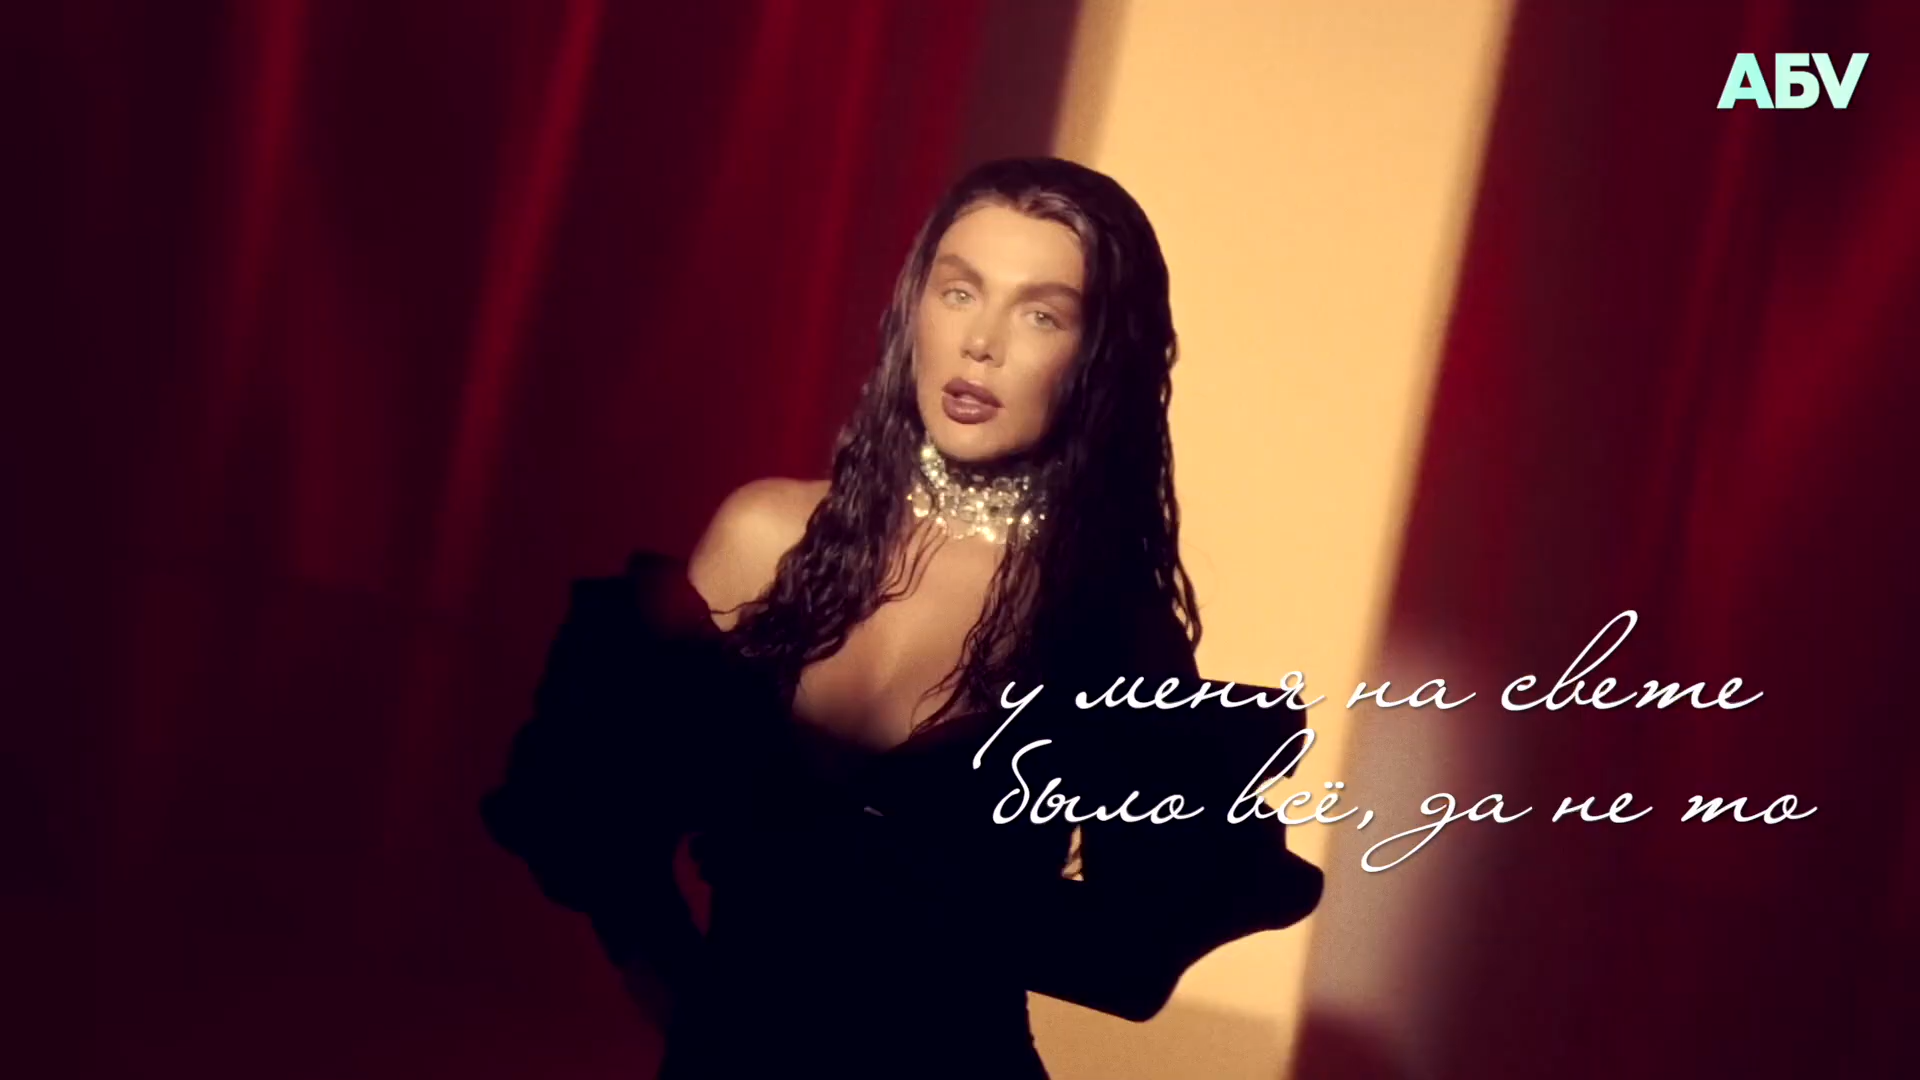 АБV
у меня на свете
было всё, да не то